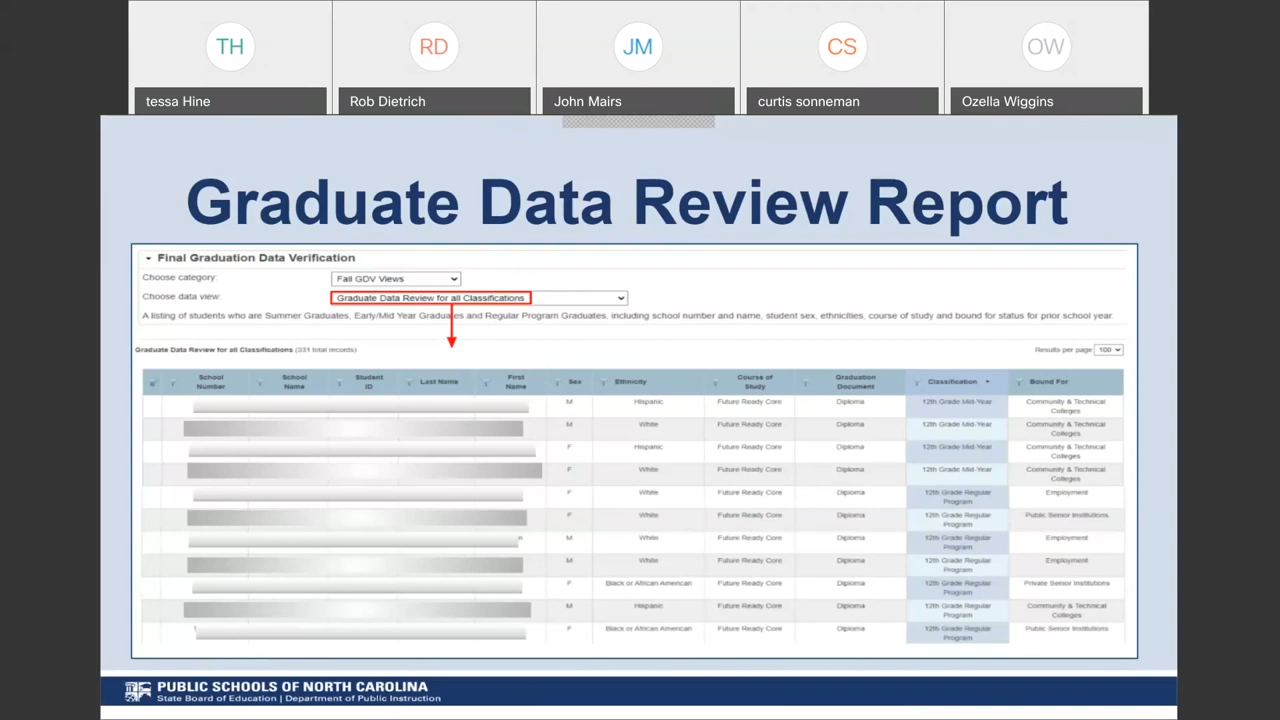 TH RD JM CS OW
tessa Hine Rob Dietrich John Mairs curtis sonneman Ozella Wiggins
Graduate Data Review Report
Final Graduation Data Verification
Choose category: Fall GDV Views
Choose data view: Graduate Data Review for all Classifications
A listing of students who are Summer Graduates, Early/Mid Year Graduates and Regular Program Graduates, including school number and name, student sex, ethnicities, course of study and bound for status for prior school year.
Graduate Data Review for all Classifications (331 total records) Results per page 100
School Number School Name Student ID Last Name First Name Sex Ethnicity Course of Study Graduation Document Classification Bound For
M Hispanic Future Ready Core Diploma 12th Grade Mid-Year Community & Technical Colleges
M White Future Ready Core Diploma 12th Grade Mid-Year Community & Technical Colleges
F Hispanic Future Ready Core Diploma 12th Grade Mid-Year Community & Technical Colleges
F White Future Ready Core Diploma 12th Grade Mid-Year Community & Technical Colleges
F White Future Ready Core Diploma 12th Grade Regular Program Employment
F White Future Ready Core Diploma 12th Grade Regular Program Public Senior Institutions
M White Future Ready Core Diploma 12th Grade Regular Program Employment
M White Future Ready Core Diploma 12th Grade Regular Program Employment
F Black or African American Future Ready Core Diploma 12th Grade Regular Program Private Senior Institutions
M Hispanic Future Ready Core Diploma 12th Grade Regular Program Community & Technical Colleges
F Black or African American Future Ready Core Diploma 12th Grade Regular Program Public Senior Institutions
PUBLIC SCHOOLS OF NORTH CAROLINA
State Board of Education | Department of Public Instruction